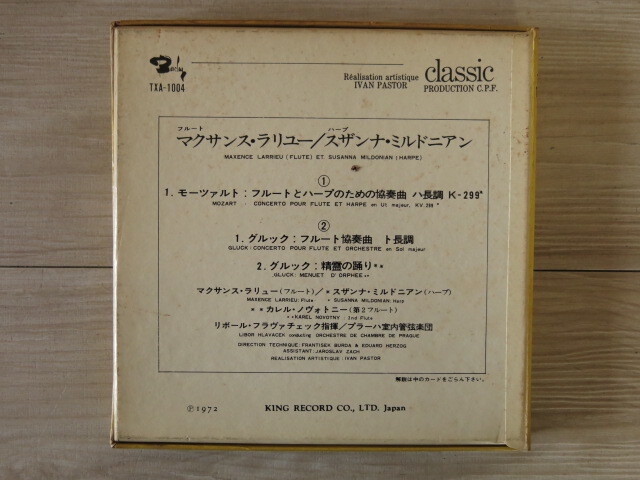 Barclay
TXA-1004
Réalisation artistique
IVAN PASTOR
classic
PRODUCTION C.P.F.
フルート ハープ
マクサンス・ラリュー/スザンナ・ミルドニアン
MAXENCE LARRIEU (FLUTE) ET SUSANNA MILDONIAN (HARPE)
①
1. モーツァルト : フルートとハープのための協奏曲 ハ長調 K-299*
MOZART : CONCERTO POUR FLUTE ET HARPE en Ut majeur, KV.299 *
②
1. グルック : フルート協奏曲 ト長調
GLUCK : CONCERTO POUR FLUTE ET ORCHESTRE en Sol majeur
2. グルック : 精霊の踊り**
GLUCK : MENUET D'ORPHEE**
マクサンス・ラリュー(フルート)/*スザンナ・ミルドニアン(ハープ)
MAXENCE LARRIEU : Flute * SUSANNA MILDONIAN : Harp
**カレル・ノヴォトニー(第2フルート)
**KAREL NOVOTNY : 2nd Flute
リボール・フラヴァチェック指揮/プラーハ室内管弦楽団
LIBOR HLAVACEK conducting ORCHESTRE DE CHAMBRE DE PRAGUE
DIRECTION TECHNIQUE : FRANTISEK BURDA & EDUARD HERZOG
ASSISTANT : JAROSLAV ZACH
REALISATION ARTISTIQUE : IVAN PASTOR
解説は中のカードをごらん下さい。
Ⓟ1972
KING RECORD CO., LTD. Japan